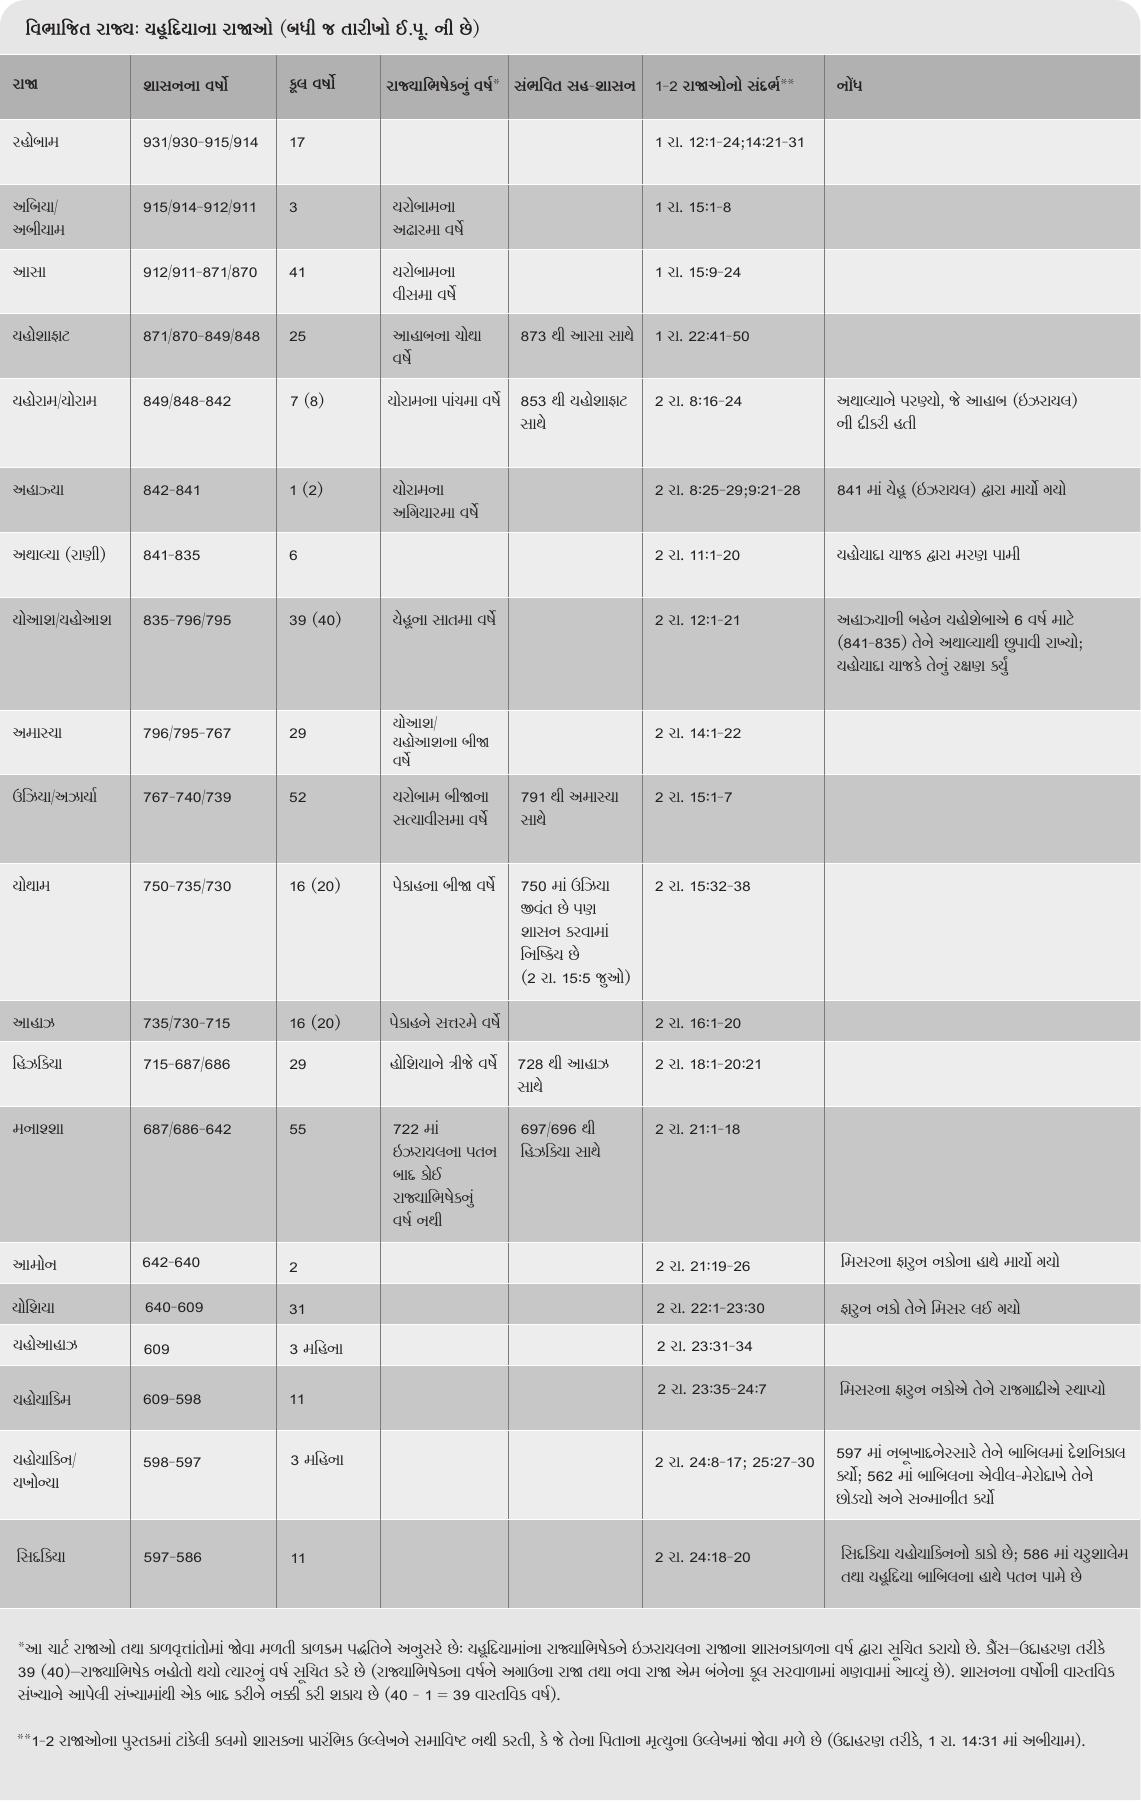 વિભાજિત રાજ્ય: યહૂદિયાના રાજાઓ (બધી જ તારીખો ઈ.પૂ. ની છે)
રાજા શાસનના વર્ષો કૂલ વર્ષો રાજ્યાભિષેકનું વર્ષ* સંભવિત સહ-શાસન 1-2 રાજાઓનો સંદર્ભ** નોંધ
રહોબામ 931/930-915/914 17 1 રા. 12:1-24;14:21-31
અબિયા/ 915/914-912/911 3 યરોબામના 1 રા. 15:1-8
અબીયામ અઢારમા વર્ષે
આસા 912/911-871/870 41 યરોબામના 1 રા. 15:9-24
વીસમા વર્ષે
યહોશાફાટ 871/870-849/848 25 આહાબના ચોથા 873 થી આસા સાથે 1 રા. 22:41-50
વર્ષે
યહોરામ/યોરામ 849/848-842 7 (8) યોરામના પાંચમા વર્ષે 853 થી યહોશાફાટ 2 રા. 8:16-24 અથાલ્યાને પરણ્યો, જે આહાબ (ઇઝરાયલ)
સાથે ની દીકરી હતી
અહાઝ્યા 842-841 1 (2) યોરામના 2 રા. 8:25-29;9:21-28 841 માં યેહૂ (ઇઝરાયલ) દ્વારા માર્યો ગયો
અગિયારમા વર્ષે
અથાલ્યા (રાણી) 841-835 6 2 રા. 11:1-20 યહોયાદા યાજક દ્વારા મરણ પામી
યોઆશ/યહોઆશ 835-796/795 39 (40) યેહૂના સાતમા વર્ષે 2 રા. 12:1-21 અહાઝ્યાની બહેન યહોશેબાએ 6 વર્ષ માટે
(841-835) તેને અથાલ્યાથી છુપાવી રાખ્યો;
યહોયાદા યાજકે તેનું રક્ષણ કર્યું
અમાસ્યા 796/795-767 29 યોઆશ/ 2 રા. 14:1-22
યહોઆશના બીજા
વર્ષે
ઉઝિયા/અઝાર્યા 767-740/739 52 યરોબામ બીજાના 791 થી અમાસ્યા 2 રા. 15:1-7
સત્યાવીસમા વર્ષે સાથે
યોથામ 750-735/730 16 (20) પેકાહના બીજા વર્ષે 750 માં ઉઝિયા 2 રા. 15:32-38
જીવંત છે પણ
શાસન કરવામાં
નિષ્ક્રિય છે
(2 રા. 15:5 જુઓ)
આહાઝ 735/730-715 16 (20) પેકાહને સત્તરમે વર્ષે 2 રા. 16:1-20
હિઝકિયા 715-687/686 29 હોશિયાને ત્રીજે વર્ષે 728 થી આહાઝ 2 રા. 18:1-20:21
સાથે
મનાશ્શા 687/686-642 55 722 માં 697/696 થી 2 રા. 21:1-18
ઇઝરાયલના પતન હિઝકિયા સાથે
બાદ કોઈ
રાજ્યાભિષેકનું
વર્ષ નથી
આમોન 642-640 2 2 રા. 21:19-26 મિસરના ફારુન નકોના હાથે માર્યો ગયો
યોશિયા 640-609 31 2 રા. 22:1-23:30 ફારુન નકો તેને મિસર લઈ ગયો
યહોઆહાઝ 609 3 મહિના 2 રા. 23:31-34
યહોયાકિમ 609-598 11 2 રા. 23:35-24:7 મિસરના ફારુન નકોએ તેને રાજગાદીએ સ્થાપ્યો
યહોયાકિન/ 598-597 3 મહિના 2 રા. 24:8-17; 25:27-30 597 માં નબૂખાદનેસ્સારે તેને બાબિલમાં દેશનિકાલ
યખોન્યા કર્યો; 562 માં બાબિલના એવીલ-મેરોદાખે તેને
છોડ્યો અને સન્માનીત કર્યો
સિદકિયા 597-586 11 2 રા. 24:18-20 સિદકિયા યહોયાકિનનો કાકો છે; 586 માં યરુશાલેમ
તથા યહૂદિયા બાબિલના હાથે પતન પામે છે
*આ ચાર્ટ રાજાઓ તથા કાળવૃત્તાંતોમાં જોવા મળતી કાળક્રમ પદ્ધતિને અનુસરે છે: યહૂદિયામાંના રાજ્યાભિષેકને ઇઝરાયલના રાજાના શાસનકાળના વર્ષ દ્વારા સૂચિત કરાયો છે. કૌંસ–ઉદાહરણ તરીકે
39 (40)–રાજ્યાભિષેક નહોતો થયો ત્યારનું વર્ષ સૂચિત કરે છે (રાજ્યાભિષેકના વર્ષને અગાઉના રાજા તથા નવા રાજા એમ બંનેના કૂલ સરવાળામાં ગણવામાં આવ્યું છે). શાસનના વર્ષોની વાસ્તવિક
સંખ્યાને આપેલી સંખ્યામાંથી એક બાદ કરીને નક્કી કરી શકાય છે (40 - 1 = 39 વાસ્તવિક વર્ષ).
**1-2 રાજાઓના પુસ્તકમાં ટાંકેલી કલમો શાસકના પ્રારંભિક ઉલ્લેખને સમાવિષ્ટ નથી કરતી, કે જે તેના પિતાના મૃત્યુના ઉલ્લેખમાં જોવા મળે છે (ઉદાહરણ તરીકે, 1 રા. 14:31 માં અબીયામ).